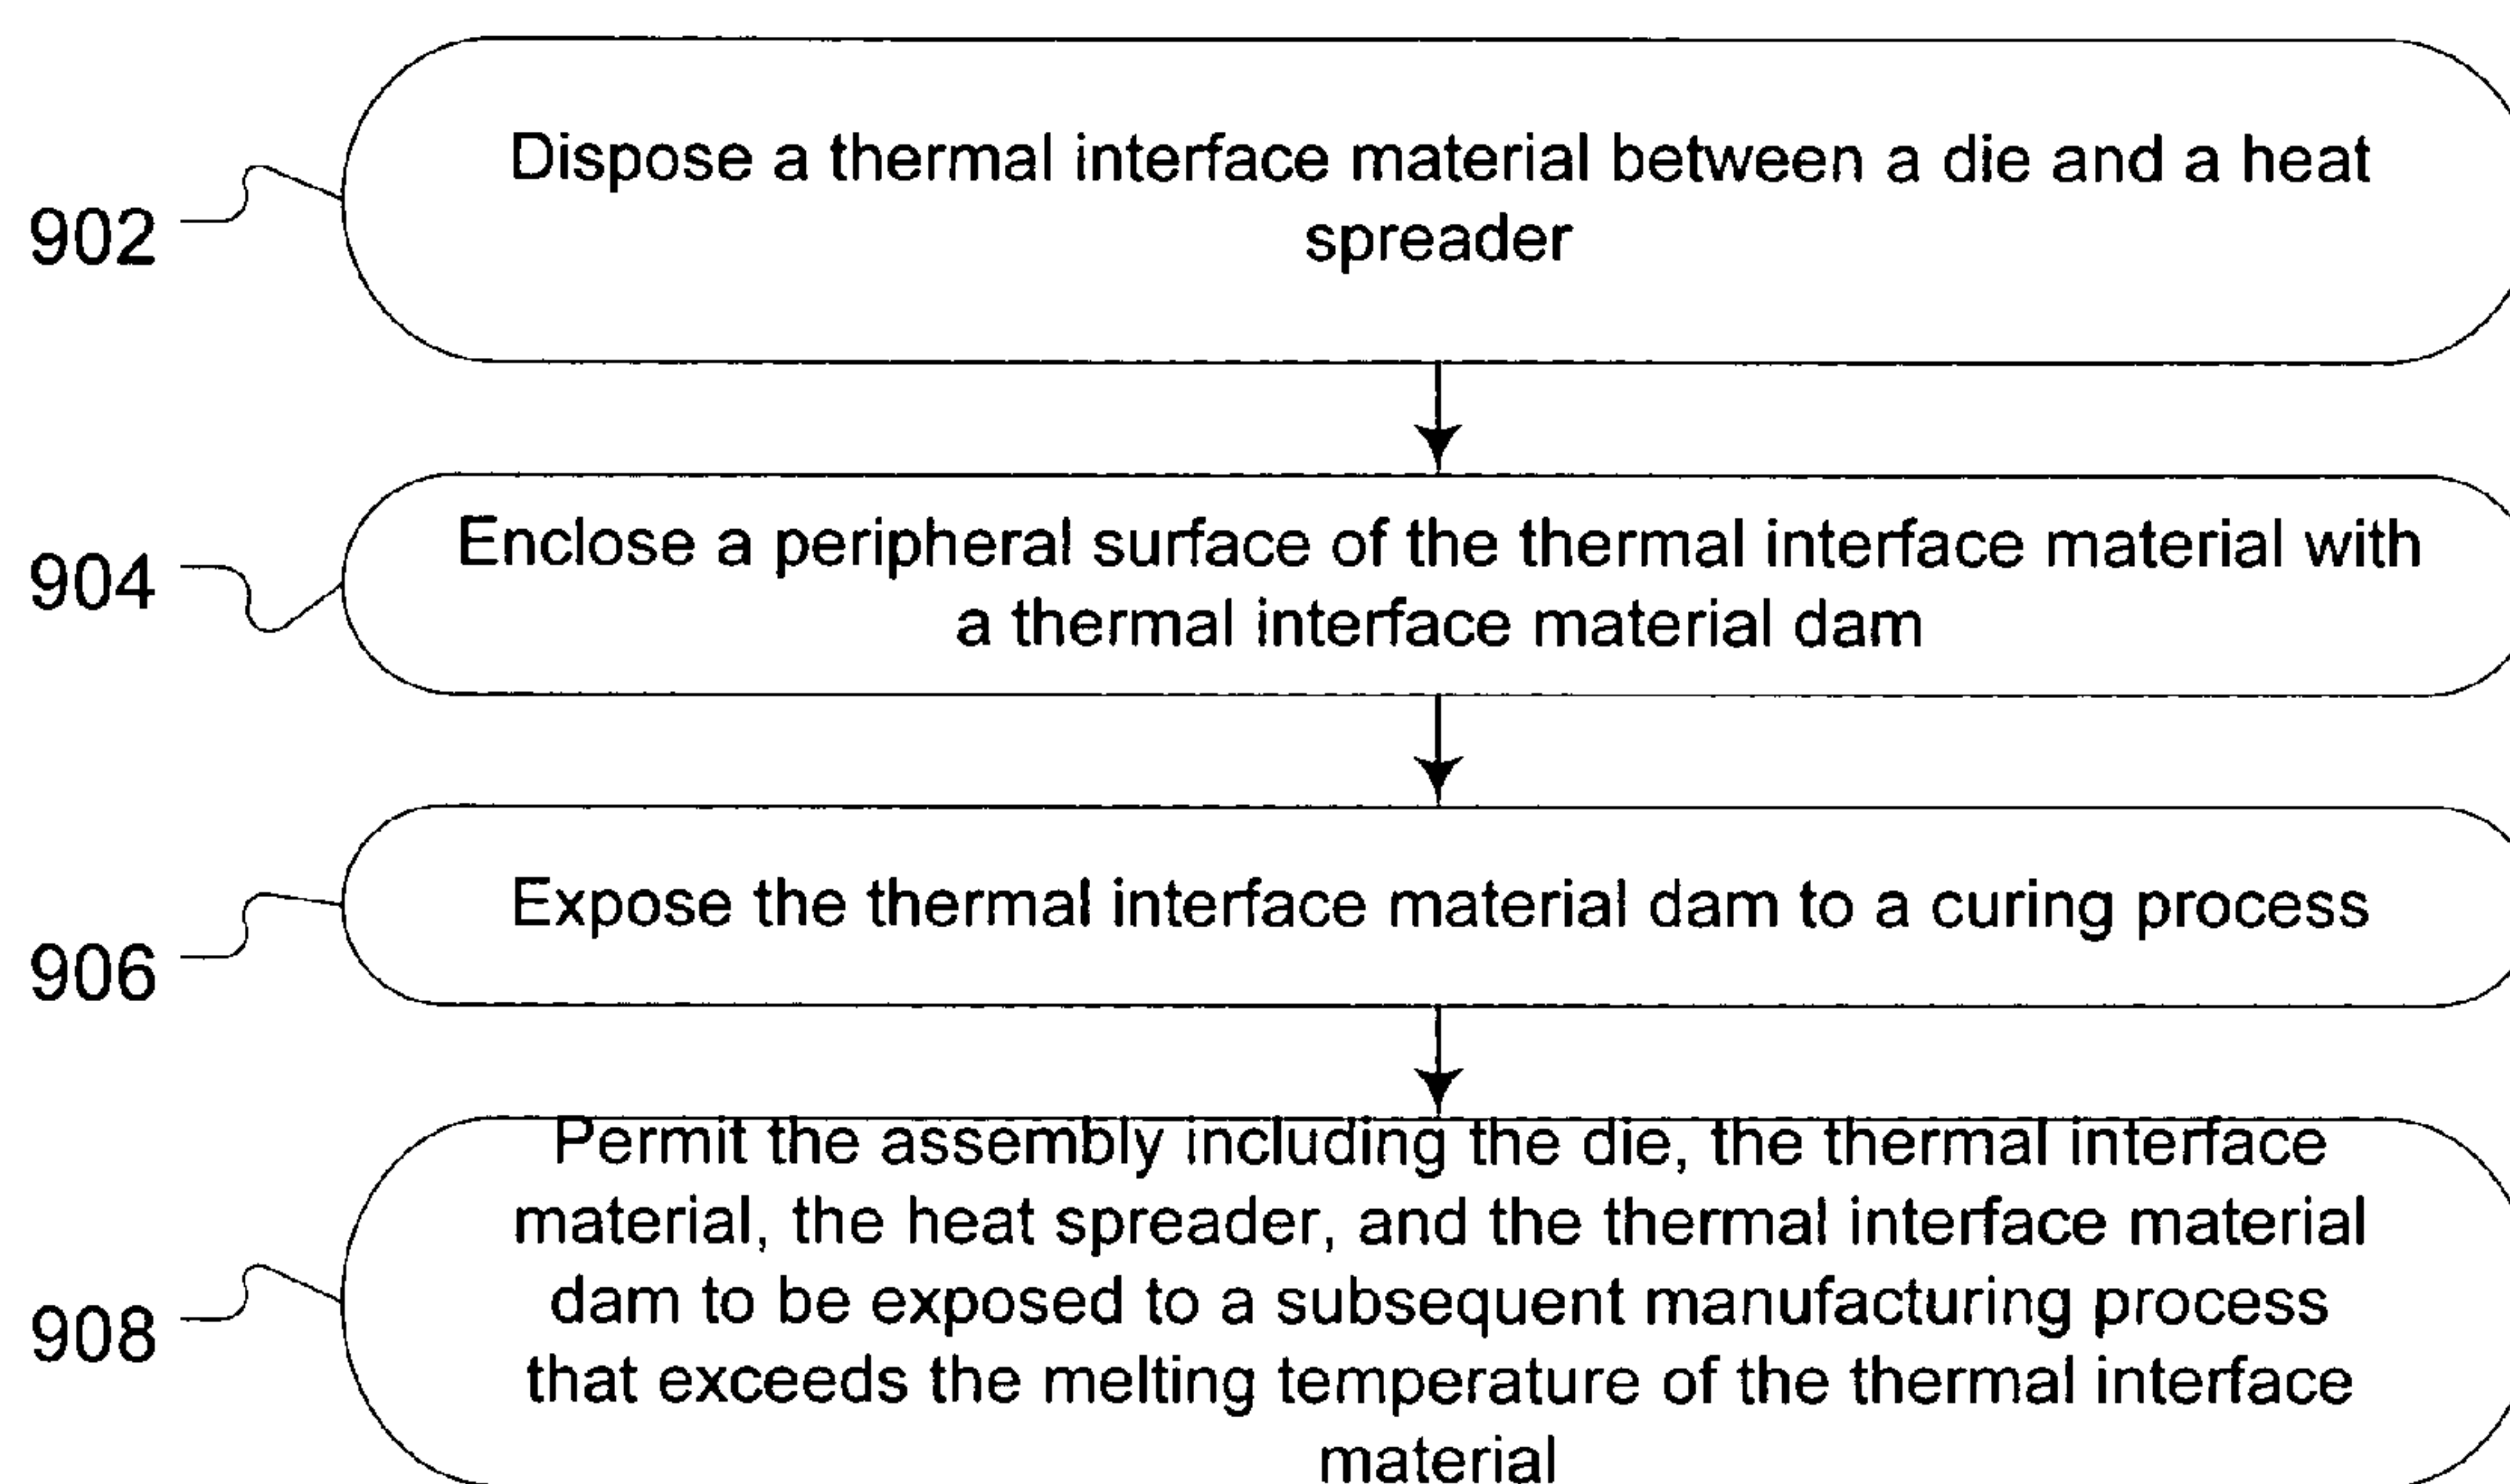 Dispose a thermal interface material between a die and a heat
spreader
902
Enclose a peripheral surface of the thermal interface material with
a thermal interface material dam
904
Expose the thermal interface material dam to a curing process
906
Permit the assembly including the die, the thermal interface
material, the heat spreader, and the thermal interface material
dam to be exposed to a subsequent manufacturing process
that exceeds the melting temperature of the thermal interface
material
908